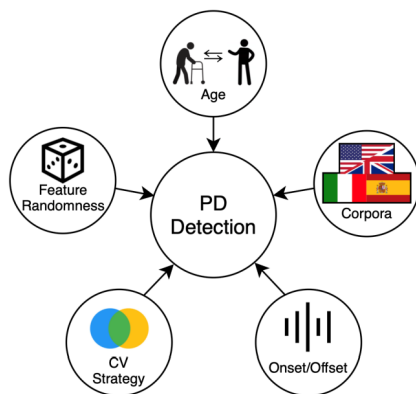 Age
Feature
Randomness
PD
Detection
Corpora
CV
Strategy
Onset/Offset